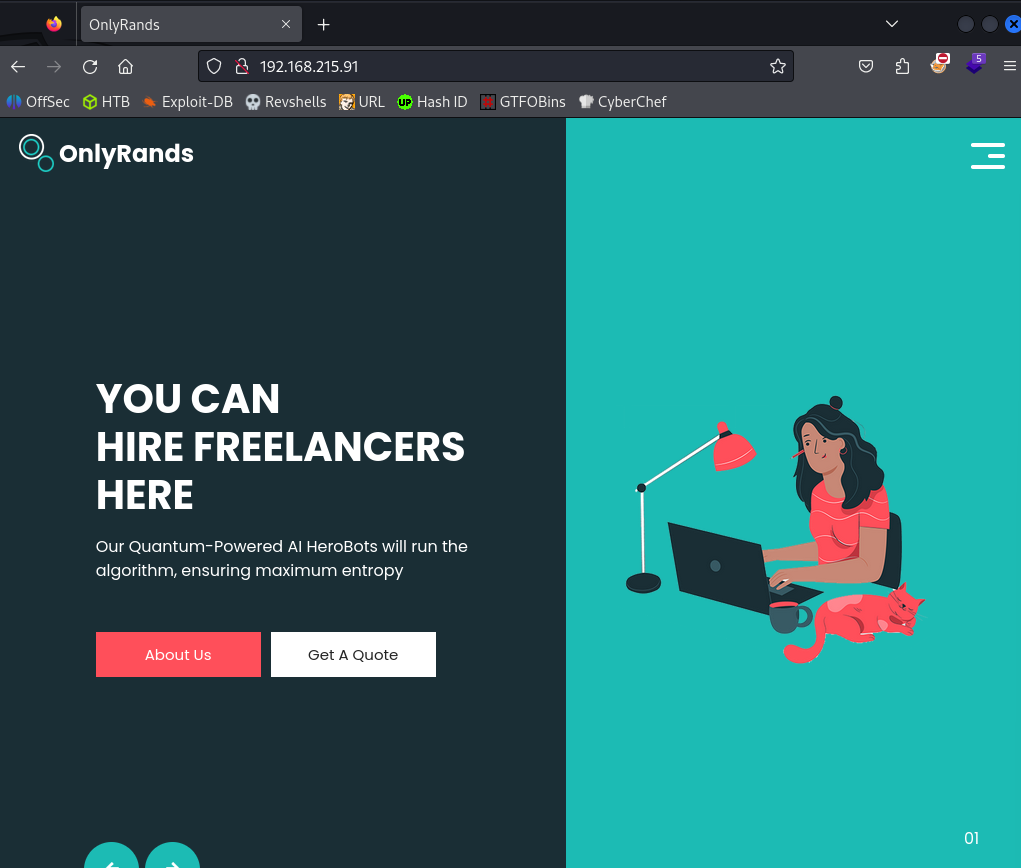 OnlyRands
192.168.215.91
5
OffSec HTB Exploit-DB Revshells URL UP Hash ID GTFOBins CyberChef
OnlyRands
YOU CAN
HIRE FREELANCERS
HERE
Our Quantum-Powered AI HeroBots will run the
algorithm, ensuring maximum entropy
About Us Get A Quote
01